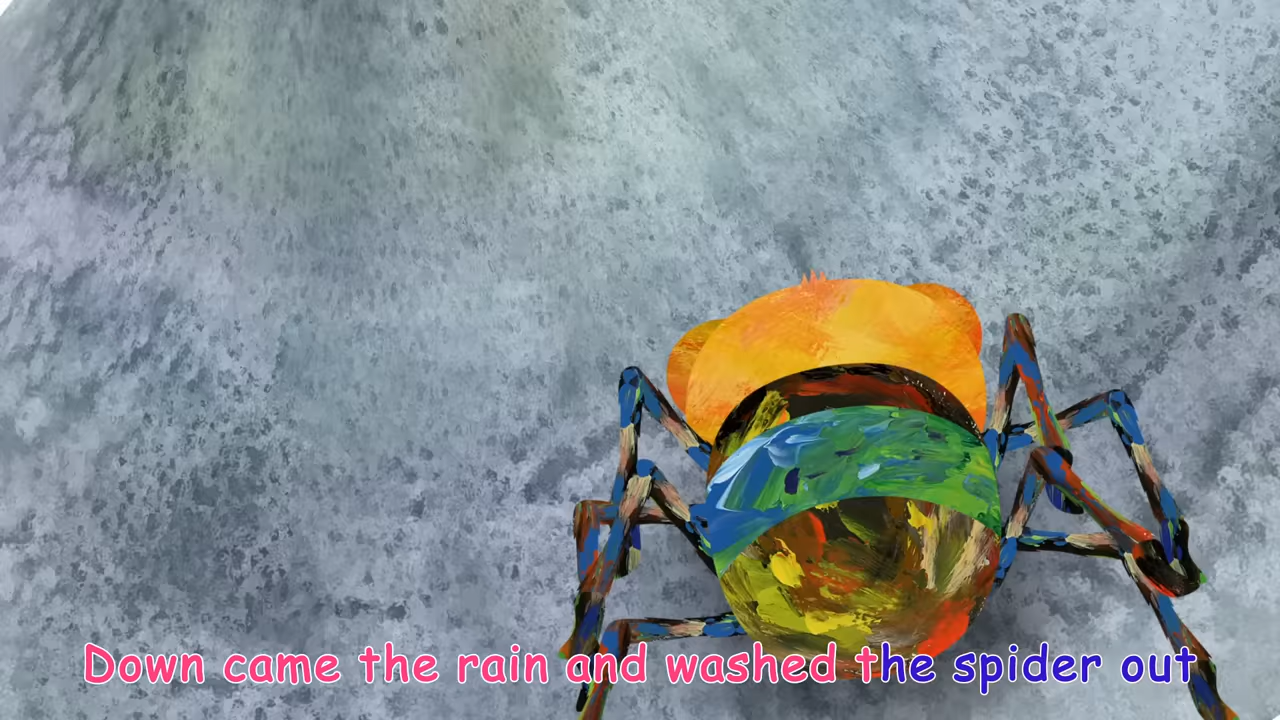 Down came the rain and washed the spider out